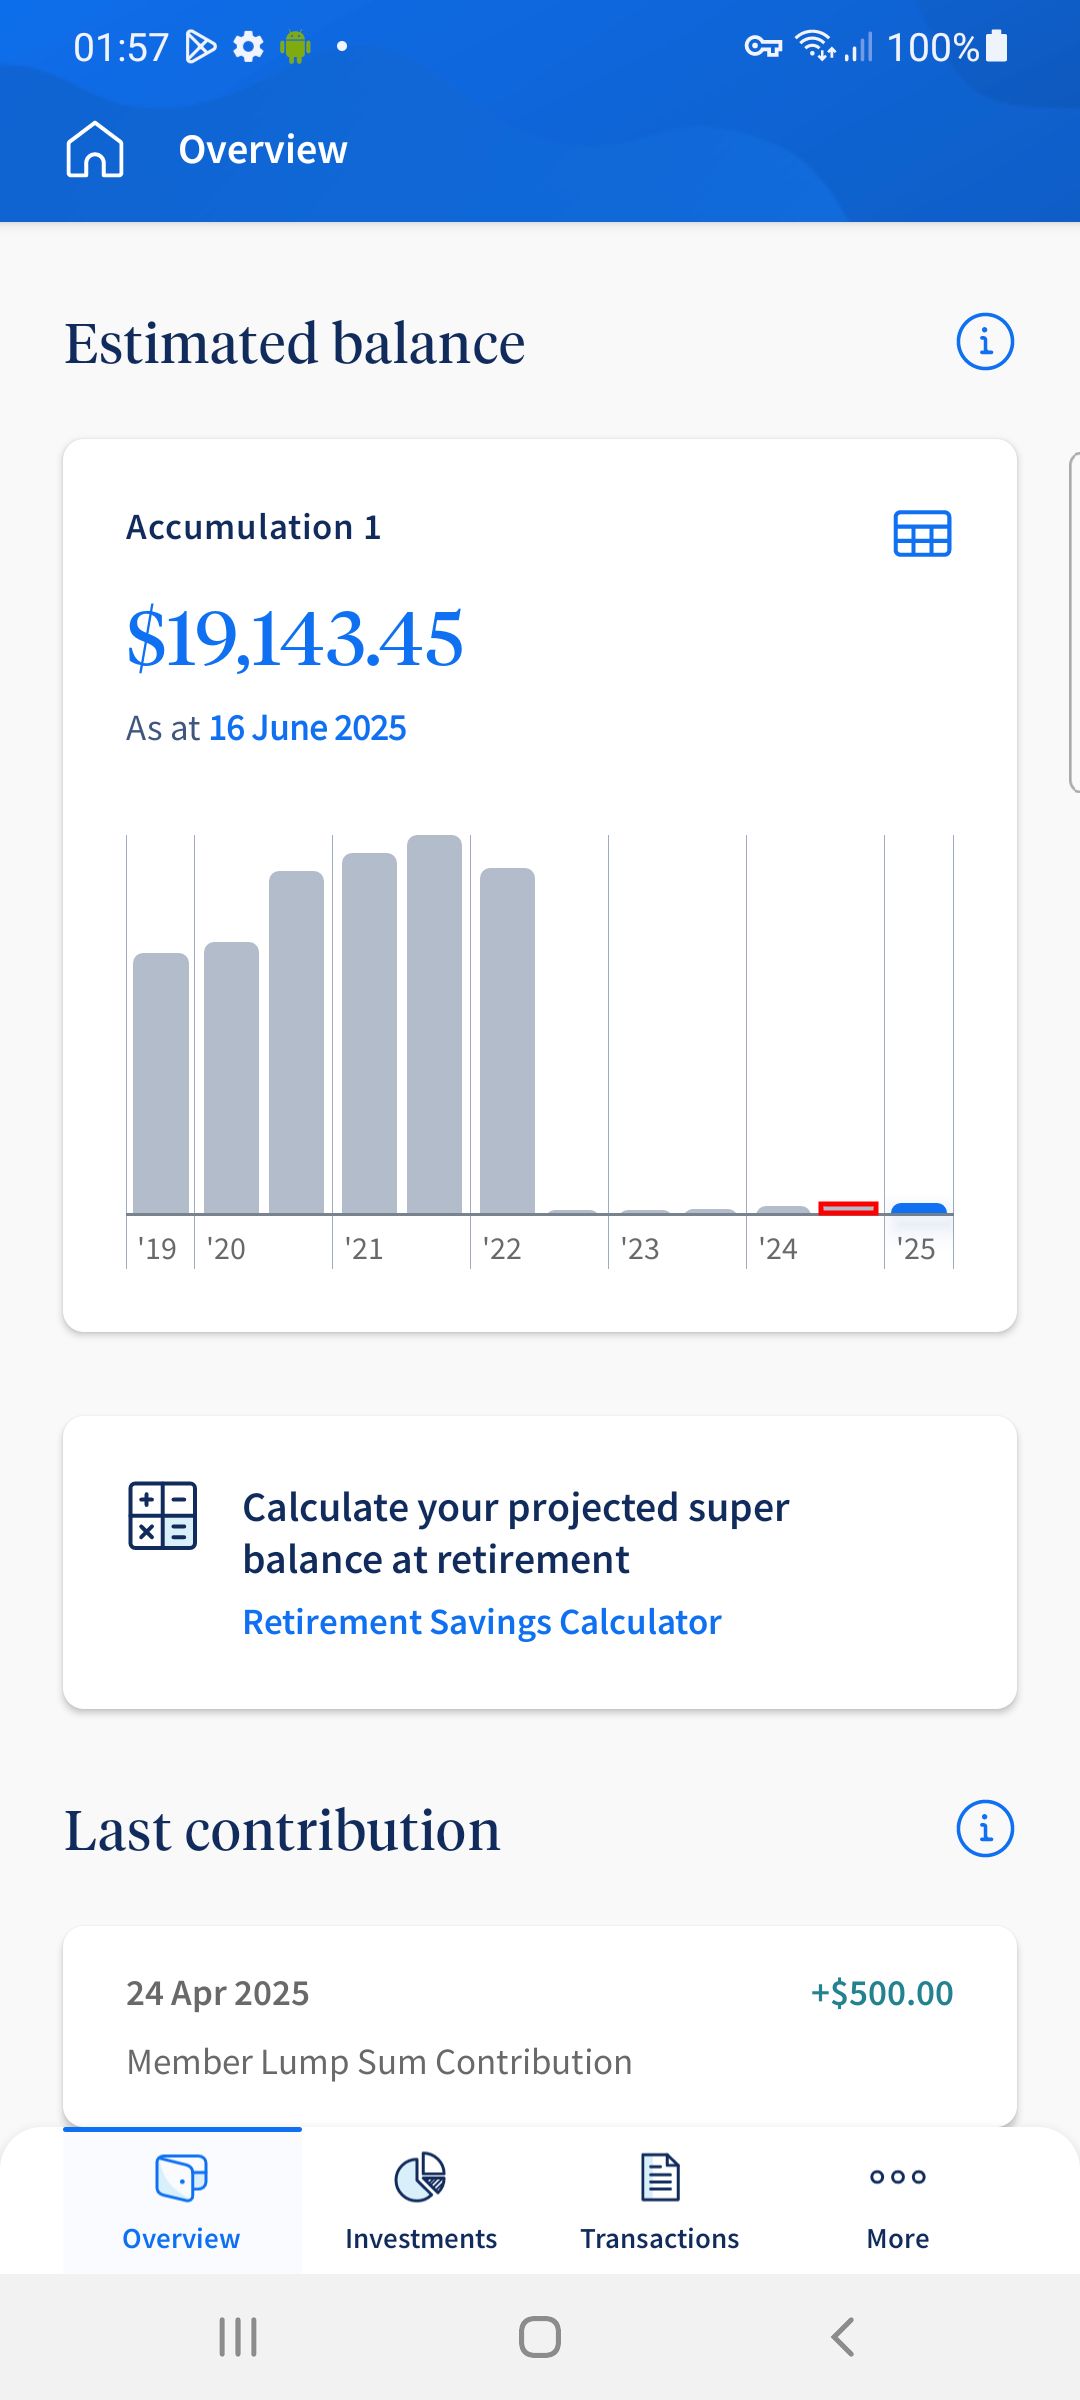 01:57 100%
Overview
Estimated balance
Accumulation 1
$19,143.45
As at 16 June 2025
'19 '20 '21 '22 '23 '24 '25
Calculate your projected super
balance at retirement
Retirement Savings Calculator
Last contribution
24 Apr 2025 +$500.00
Member Lump Sum Contribution
Overview Investments Transactions More